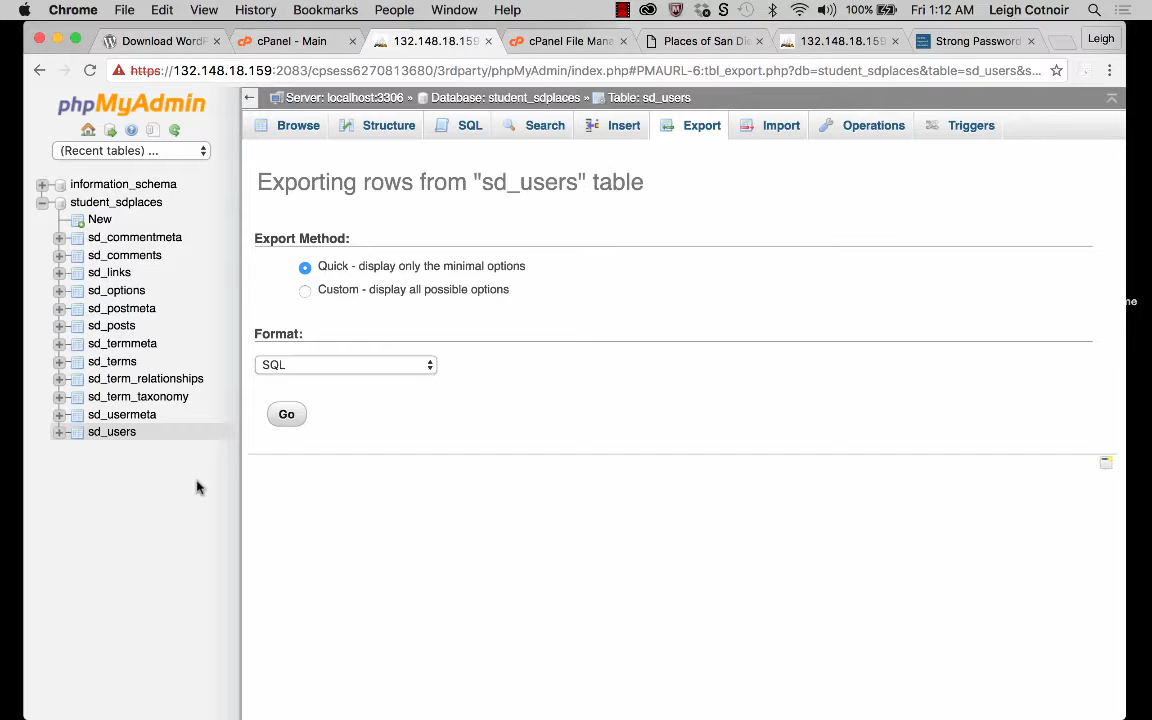 Chrome File Edit View History Bookmarks People Window Help 100% Fri 1:12 AM Leigh Cotnoir
Download WordP cPanel - Main 132.148.18.159 cPanel File Mana Places of San Die 132.148.18.159 Strong Password Leigh
https://132.148.18.159:2083/cpsess6270813680/3rdparty/phpMyAdmin/index.php#PMAURL-6:tbl_export.php?db=student_sdplaces&table=sd_users&s...
phpMyAdmin
(Recent tables) ...
information_schema
student_sdplaces
New
sd_commentmeta
sd_comments
sd_links
sd_options
sd_postmeta
sd_posts
sd_termmeta
sd_terms
sd_term_relationships
sd_term_taxonomy
sd_usermeta
sd_users
Server: localhost:3306 » Database: student_sdplaces » Table: sd_users
Browse Structure SQL Search Insert Export Import Operations Triggers
Exporting rows from "sd_users" table
Export Method:
Quick - display only the minimal options
Custom - display all possible options
Format:
SQL
Go
me